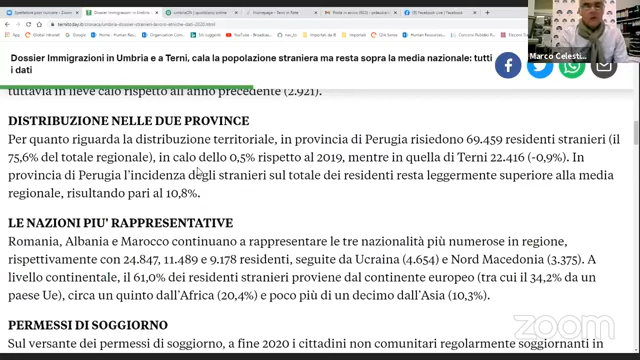 Dossier Immigrazioni in Umbria e a Terni, cala la popolazione straniera ma resta sopra la media nazionale: tutti
i dati
Marco Celesti...
tuttavia in lieve calo rispetto all'anno precedente (2.921).
DISTRIBUZIONE NELLE DUE PROVINCE
Per quanto riguarda la distribuzione territoriale, in provincia di Perugia risiedono 69.459 residenti stranieri (il
75,6% del totale regionale), in calo dello 0,5% rispetto al 2019, mentre in quella di Terni 22.416 (-0,9%). In
provincia di Perugia l'incidenza degli stranieri sul totale dei residenti resta leggermente superiore alla media
regionale, risultando pari al 10,8%.
LE NAZIONI PIU' RAPPRESENTATIVE
Romania, Albania e Marocco continuano a rappresentare le tre nazionalità più numerose in regione,
rispettivamente con 24.847, 11.489 e 9.178 residenti, seguite da Ucraina (4.654) e Nord Macedonia (3.375). A
livello continentale, il 61,0% dei residenti stranieri proviene dal continente europeo (tra cui il 34,2% da un
paese Ue), circa un quinto dall'Africa (20,4%) e poco più di un decimo dall'Asia (10,3%).
PERMESSI DI SOGGIORNO
Sul versante dei permessi di soggiorno, a fine 2020 i cittadini non comunitari regolarmente soggiornanti in
zoom